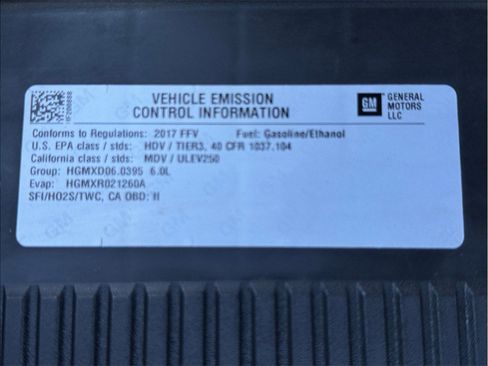 VEHICLE EMISSION
CONTROL INFORMATION
GM GENERAL
MOTORS
LLC
Conforms to Regulations: 2017 FFV Fuel: Gasoline/Ethanol
U.S. EPA class / stds: HDV / TIER3, 40 CFR 1037.104
California class / stds: MDV / ULEV250
Group: HGMXD06.0395 6.0L
Evap: HGMXR021260A
SFI/HO2S/TWC, CA OBD: II